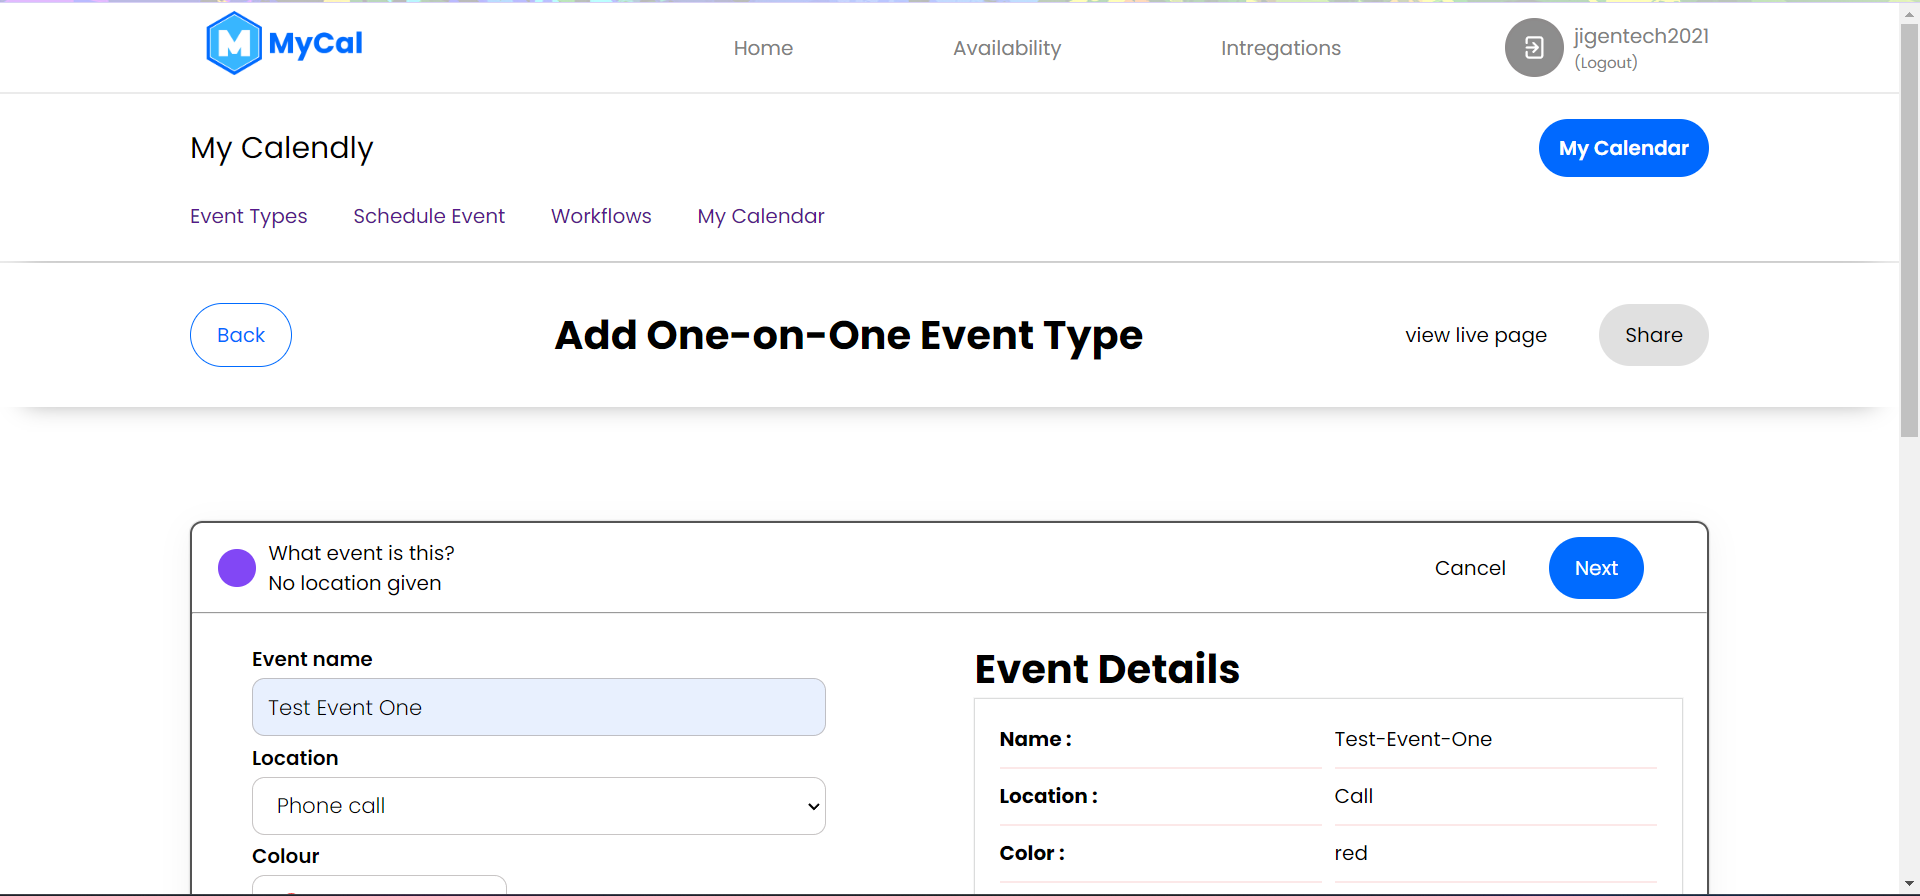 MyCal
Home Availability Intregations jigentech2021
(Logout)
My Calendly My Calendar
Event Types Schedule Event Workflows My Calendar
Back Add One-on-One Event Type view live page Share
What event is this?
No location given
Cancel Next
Event name
Test Event One
Location
Phone call
Colour
Event Details
Name : Test-Event-One
Location : Call
Color : red